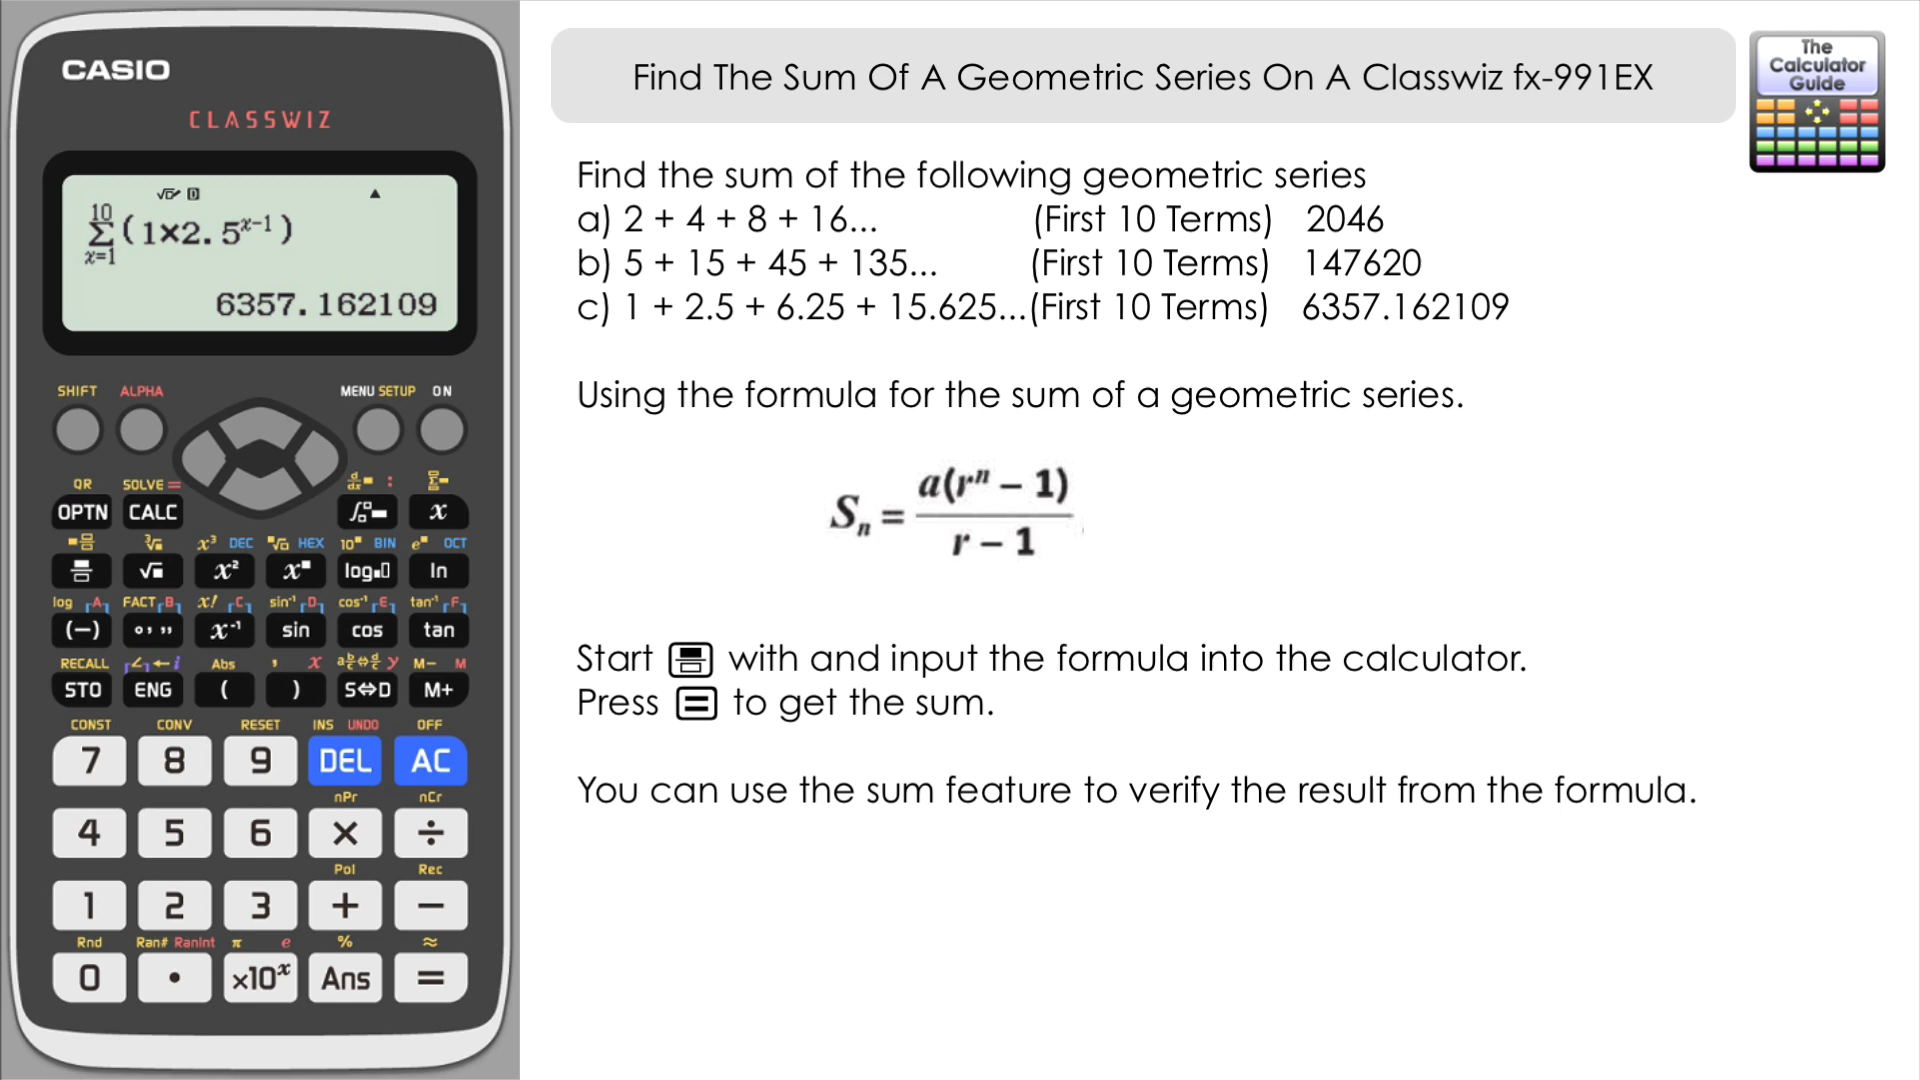 CASIO
CLASSWIZ
√ D ▲
10
Σ(1×2.5^(x-1))
x=1
6357.162109
SHIFT ALPHA MENU SETUP ON
QR SOLVE = d/dx :
OPTN CALC x
x³ DEC HEX 10 BIN e OCT
x² x log ln
log A FACT B x! C sin⁻¹ D cos⁻¹ E tan⁻¹ F
(−) x⁻¹ sin cos tan
RECALL ∠ ← i Abs , x a b/c⇔d/c y M− M
STO ENG ( ) S⇔D M+
CONST CONV RESET INS UNDO OFF
7 8 9 DEL AC
nPr nCr
4 5 6 × ÷
Pol Rec
1 2 3 + −
Rnd Ran# RanInt π e % ≈
0 • ×10ˣ Ans =
Find The Sum Of A Geometric Series On A Classwiz fx-991EX
The
Calculator
Guide
Find the sum of the following geometric series
a) 2 + 4 + 8 + 16... (First 10 Terms) 2046
b) 5 + 15 + 45 + 135... (First 10 Terms) 147620
c) 1 + 2.5 + 6.25 + 15.625...(First 10 Terms) 6357.162109
Using the formula for the sum of a geometric series.
Sₙ = a(rⁿ − 1) / r − 1
Start with and input the formula into the calculator.
Press = to get the sum.
You can use the sum feature to verify the result from the formula.